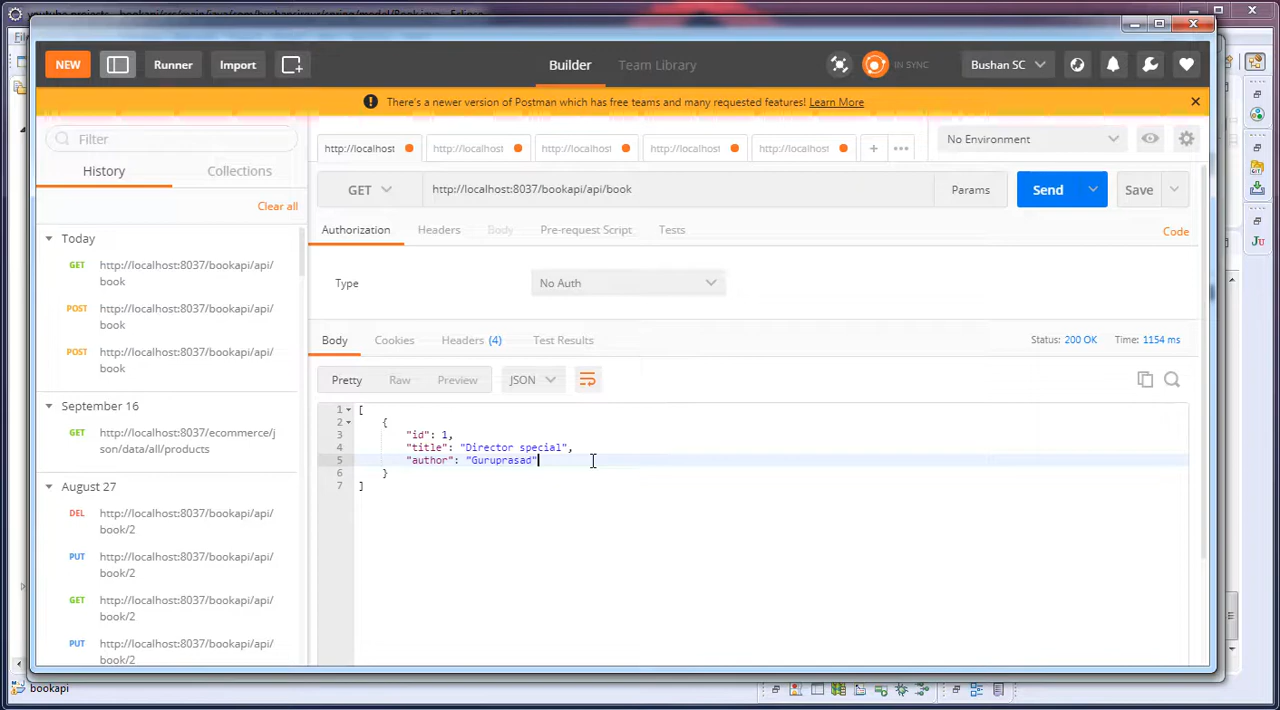 NEW
Runner
Import
Builder
Team Library
IN SYNC
Bushan SC
There's a newer version of Postman which has free teams and many requested features! Learn More
Filter
History
Collections
Clear all
Today
GET http://localhost:8037/bookapi/api/
book
POST http://localhost:8037/bookapi/api/
book
POST http://localhost:8037/bookapi/api/
book
September 16
GET http://localhost:8037/ecommerce/j
son/data/all/products
August 27
DEL http://localhost:8037/bookapi/api/
book/2
PUT http://localhost:8037/bookapi/api/
book/2
GET http://localhost:8037/bookapi/api/
book/2
PUT http://localhost:8037/bookapi/api/
book/2
http://localhost
http://localhost
http://localhost
http://localhost
http://localhost
No Environment
GET
http://localhost:8037/bookapi/api/book
Params
Send
Save
Authorization
Headers
Body
Pre-request Script
Tests
Code
Type
No Auth
Body
Cookies
Headers (4)
Test Results
Status: 200 OK
Time: 1154 ms
Pretty
Raw
Preview
JSON
1 [
2 {
3 "id": 1,
4 "title": "Director special",
5 "author": "Guruprasad"
6 }
7 ]
bookapi